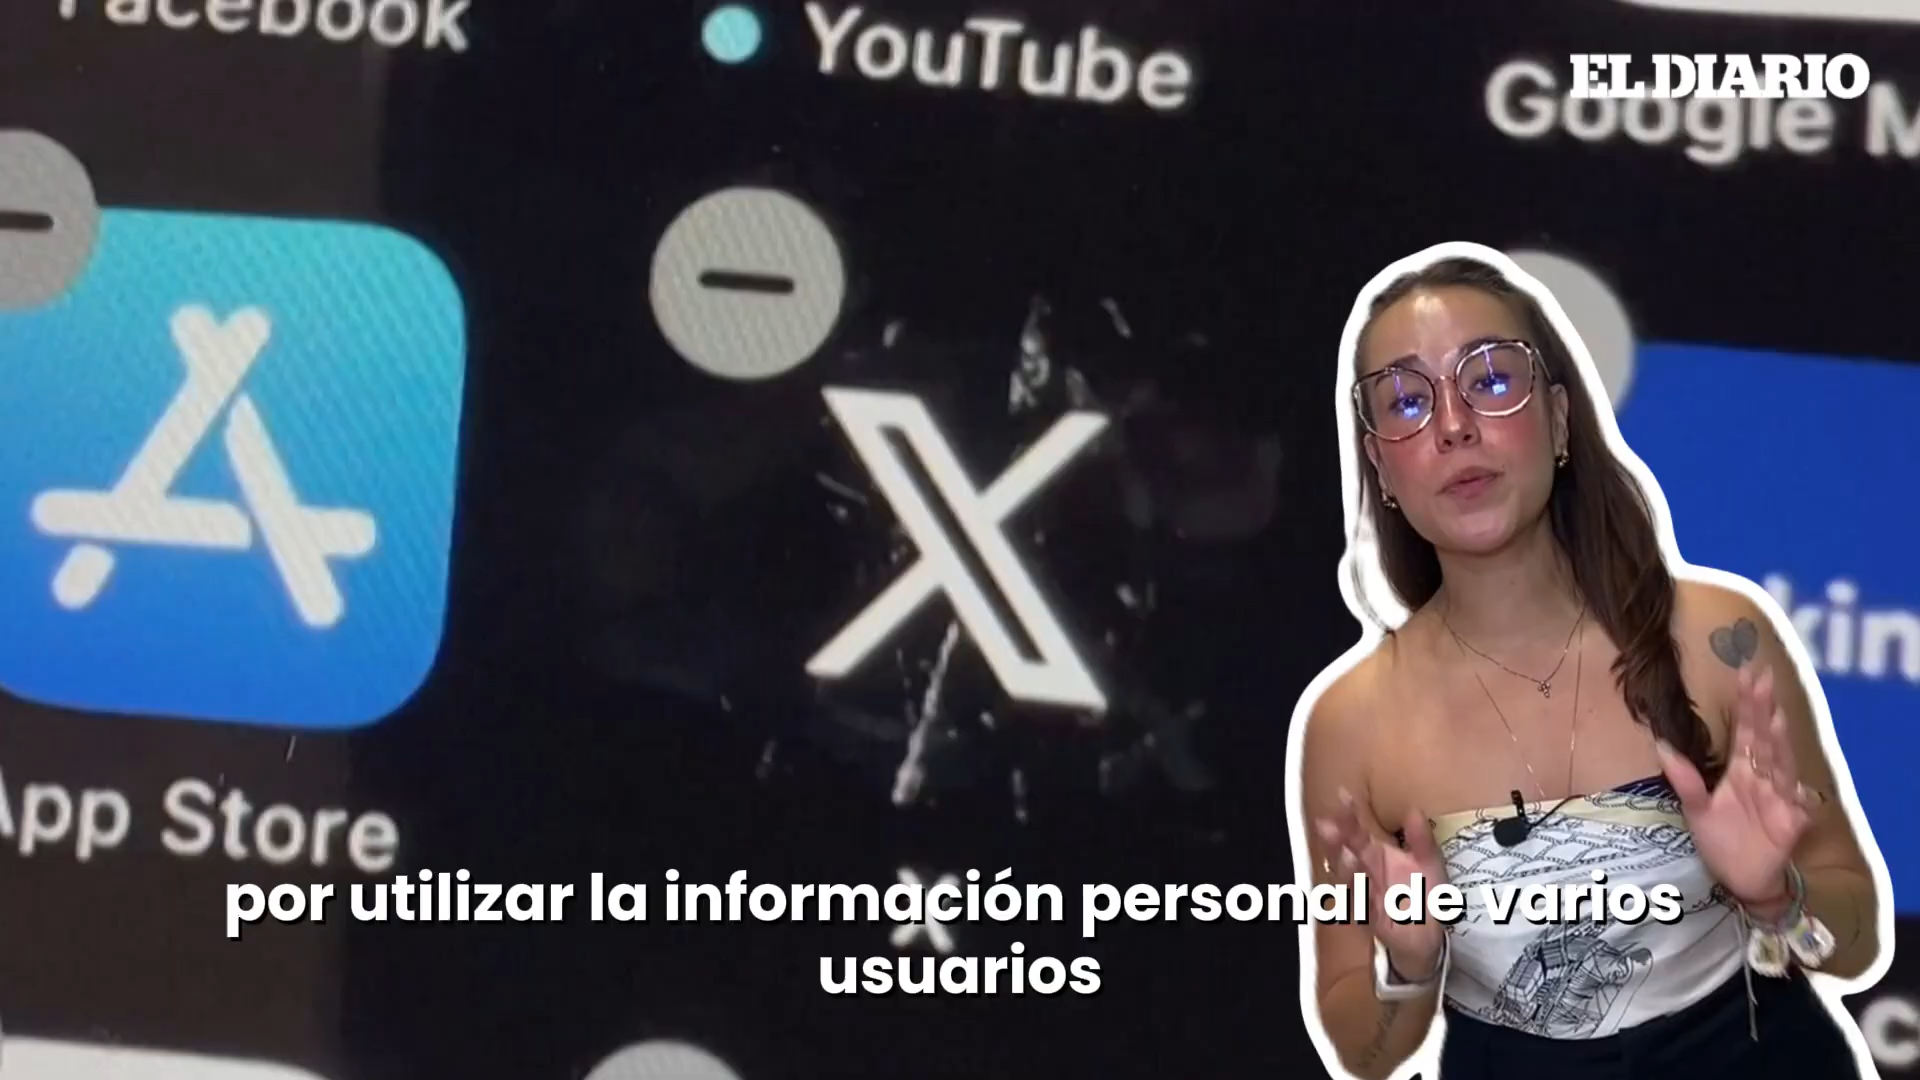 Facebook
YouTube
EL DIARIO
Google M
App Store
X
kin
por utilizar la información personal de varios
usuarios